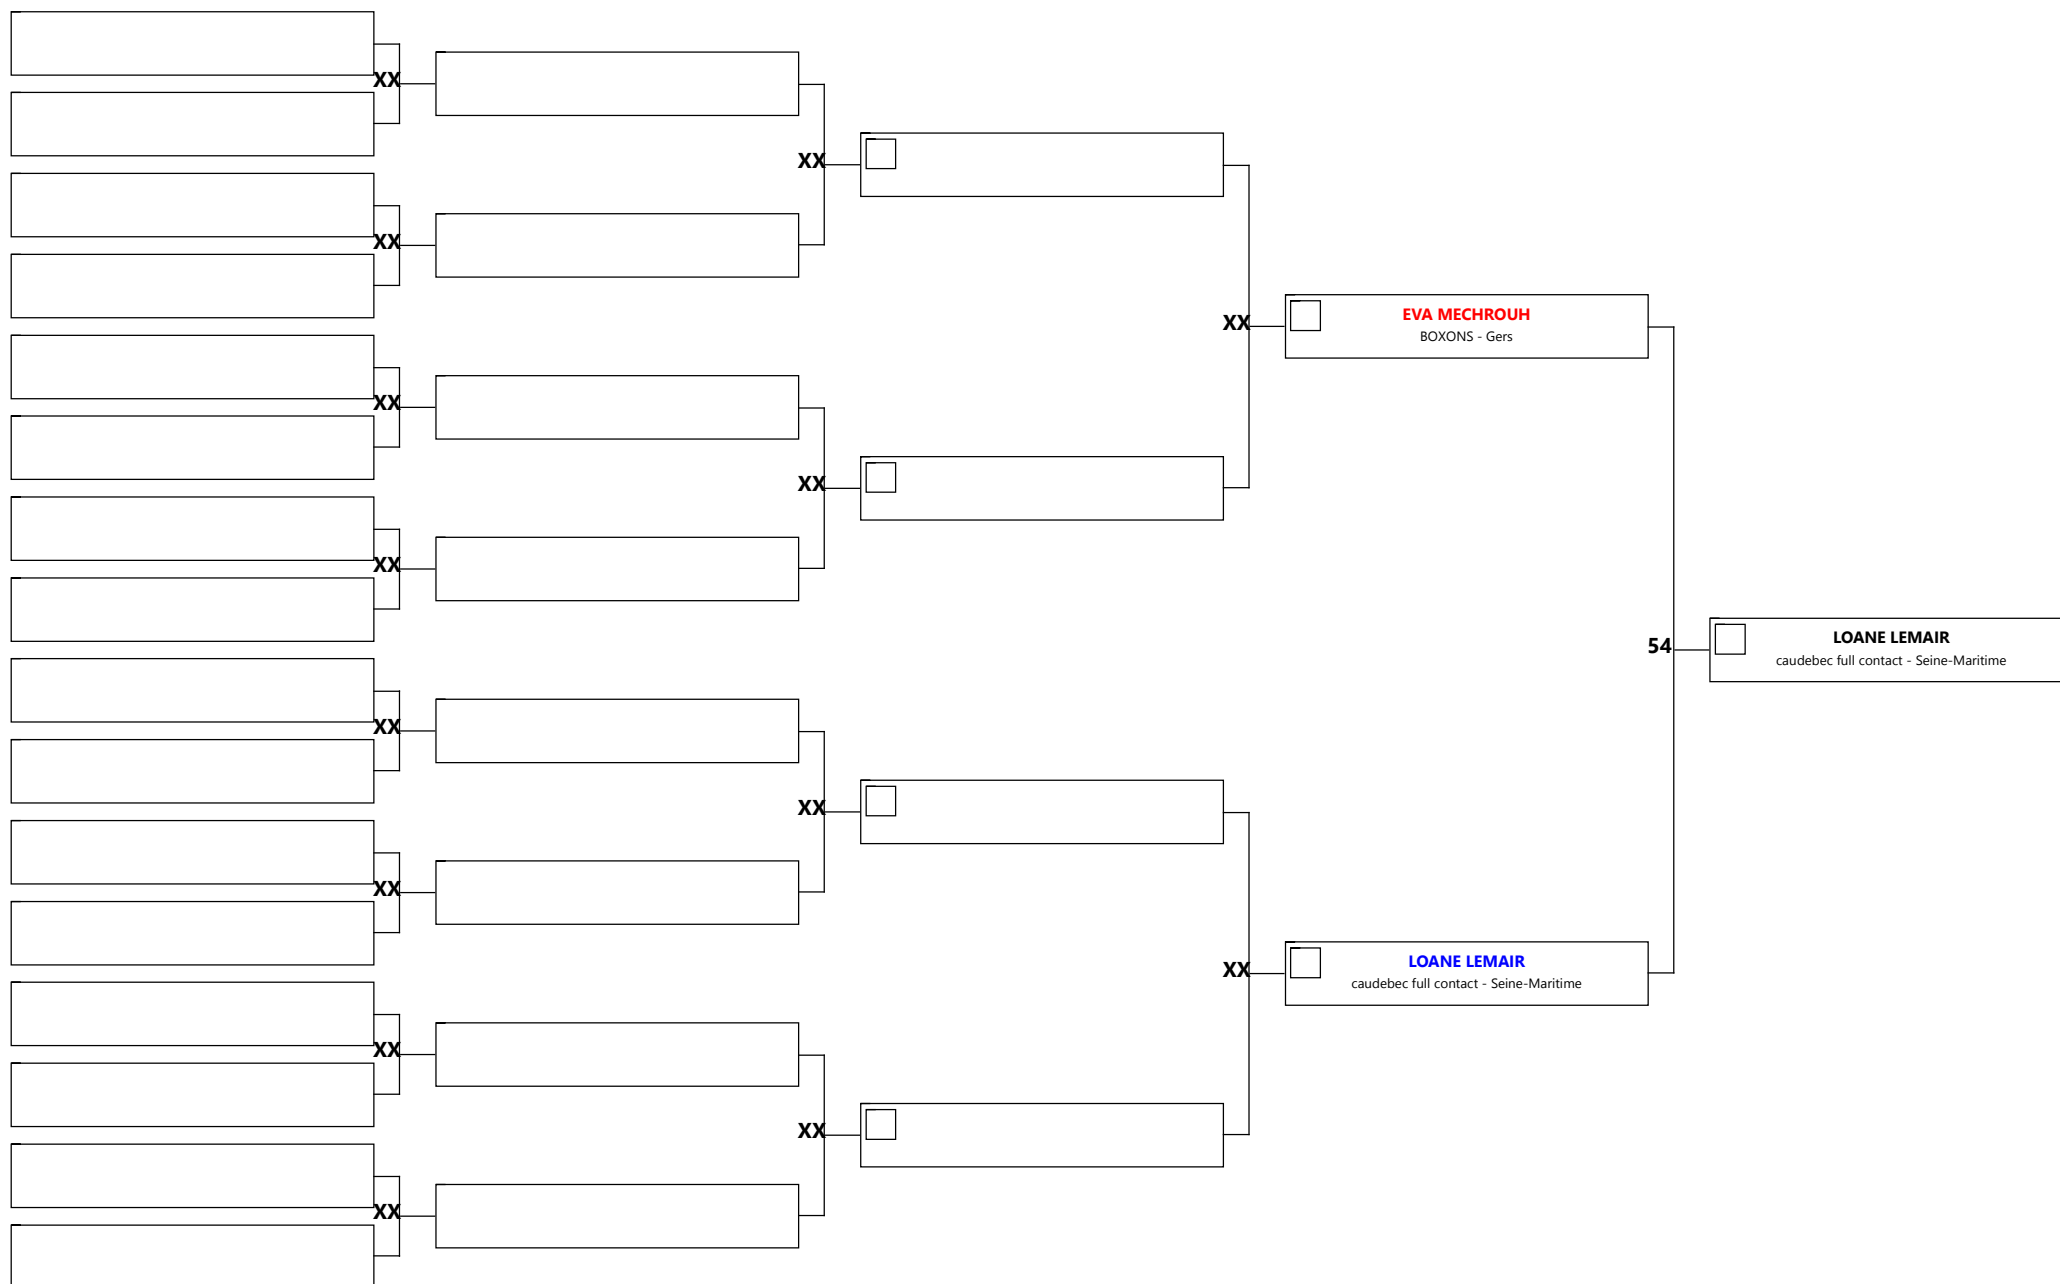 XX
XX
XX
XX
XX
XX
XX
XX
XX
XX
XX
XX
XX
EVA MECHROUH
BOXONS - Gers
XX
LOANE LEMAIR
caudebec full contact - Seine-Maritime
54
LOANE LEMAIR
caudebec full contact - Seine-Maritime